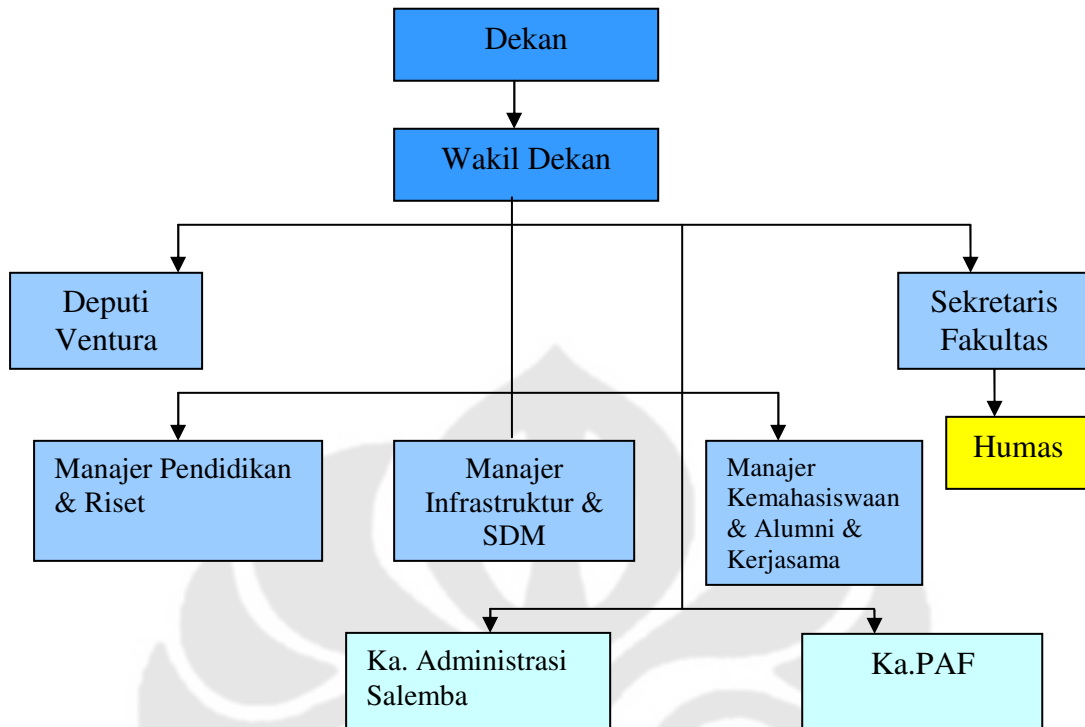 Dekan
Wakil Dekan
Deputi
Ventura
Sekretaris
Fakultas
Humas
Manajer Pendidikan
& Riset
Manajer
Infrastruktur &
SDM
Manajer
Kemahasiswaan
& Alumni &
Kerjasama
Ka. Administrasi
Salemba
Ka.PAF